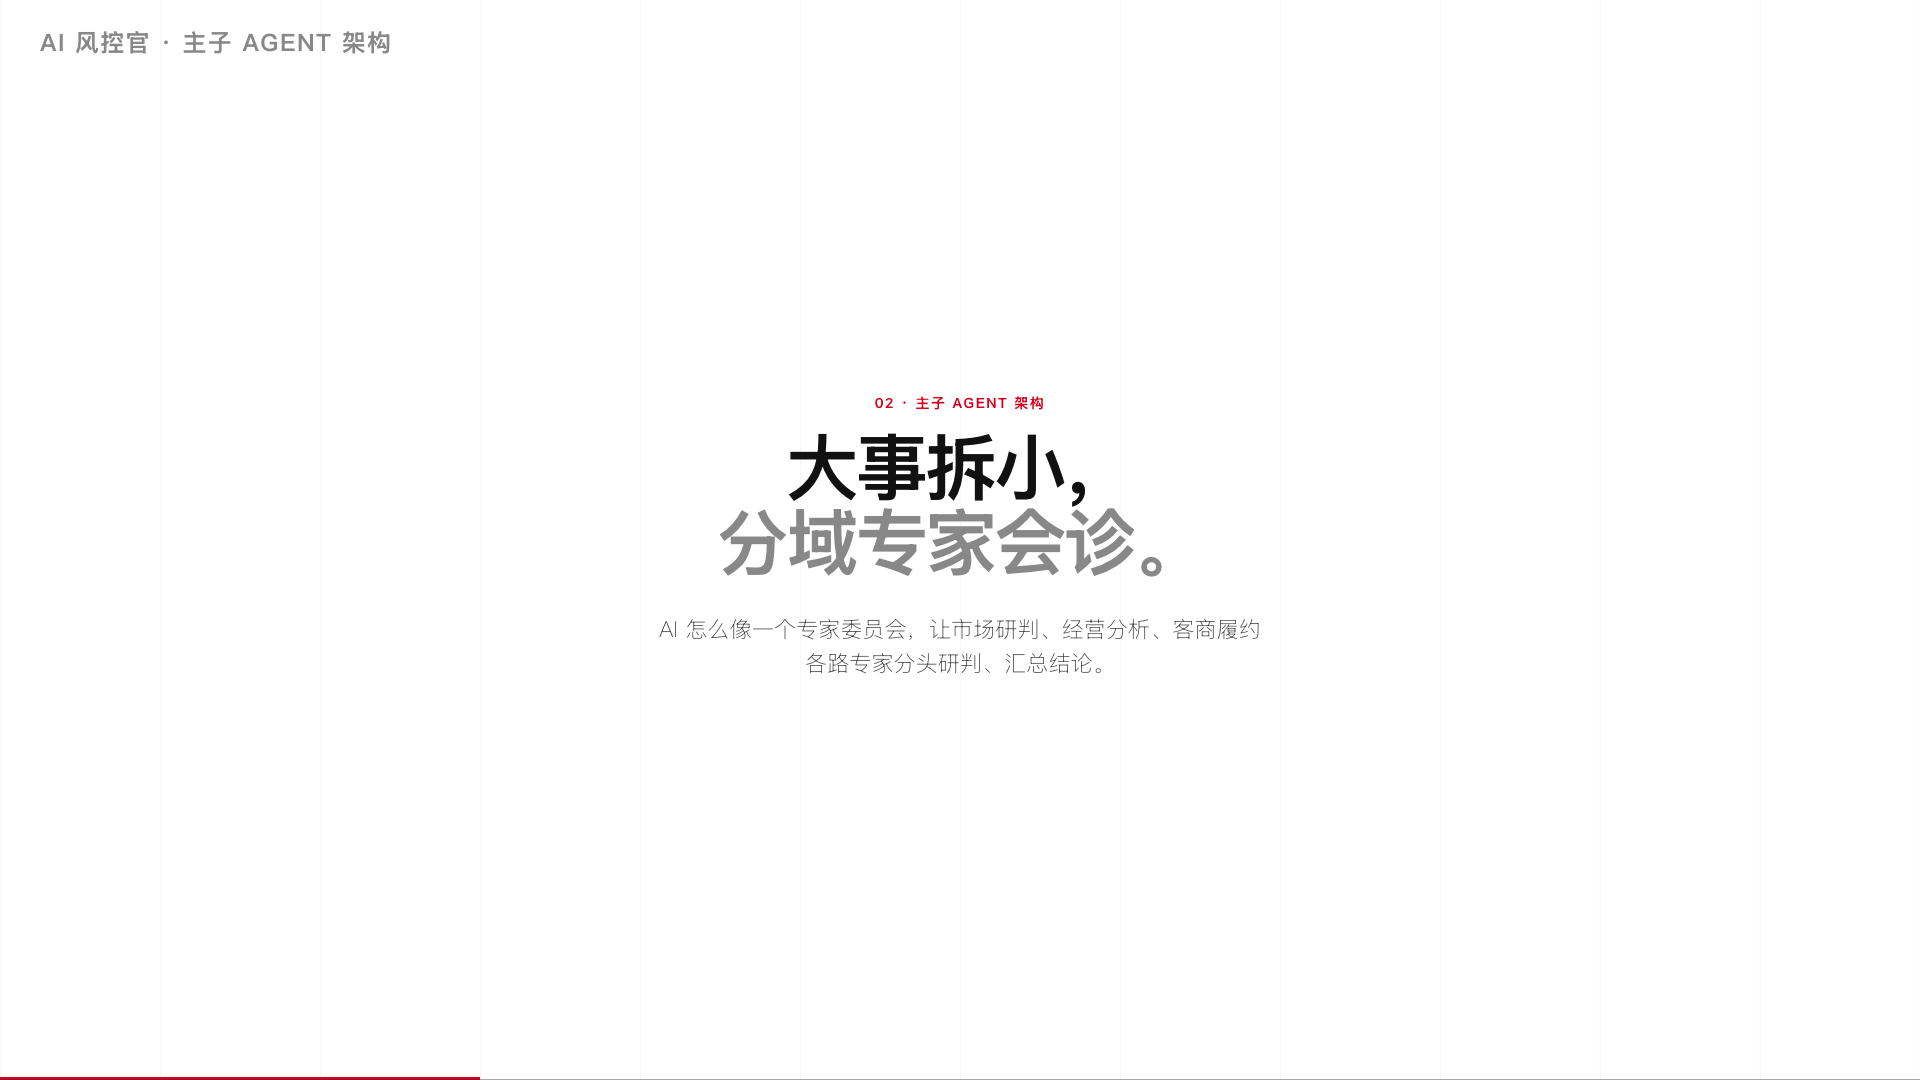 AI 风控官 · 主子 AGENT 架构
02 · 主子 AGENT 架构
大事拆小，
分域专家会诊。
AI 怎么像一个专家委员会，让市场研判、经营分析、客商履约
各路专家分头研判、汇总结论。